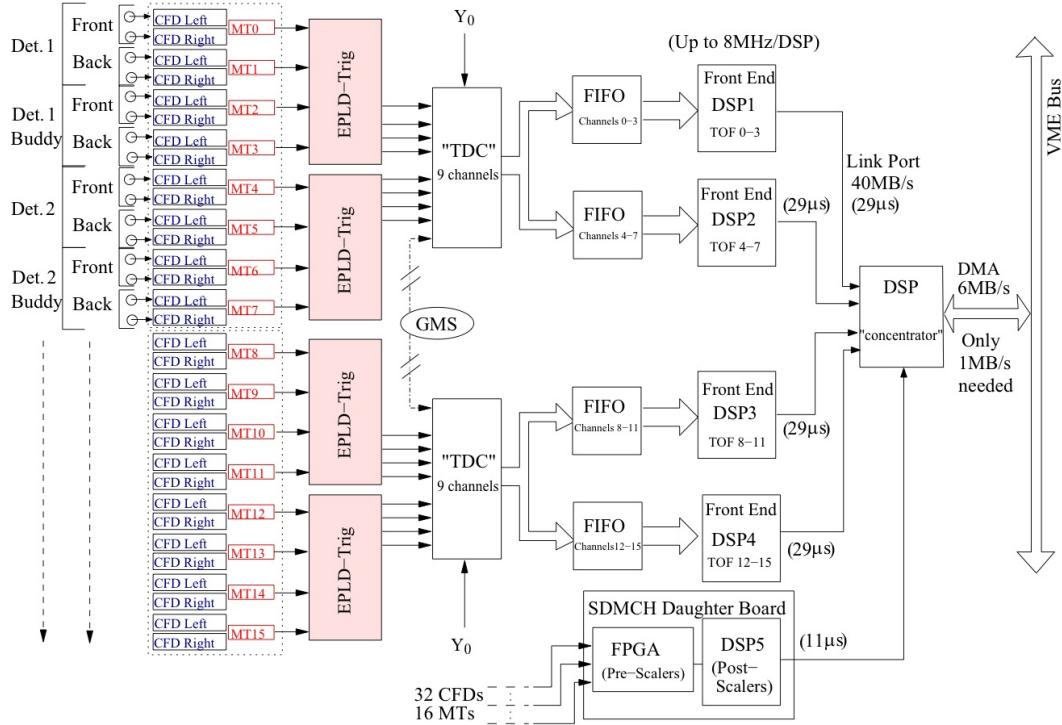 Det. 1
Front
Back
Det. 1
Buddy
Front
Back
Det. 2
Front
Back
Det. 2
Buddy
Front
Back
CFD Left
CFD Right
MT0
CFD Left
CFD Right
MT1
CFD Left
CFD Right
MT2
CFD Left
CFD Right
MT3
CFD Left
CFD Right
MT4
CFD Left
CFD Right
MT5
CFD Left
CFD Right
MT6
CFD Left
CFD Right
MT7
CFD Left
CFD Right
MT8
CFD Left
CFD Right
MT9
CFD Left
CFD Right
MT10
CFD Left
CFD Right
MT11
CFD Left
CFD Right
MT12
CFD Left
CFD Right
MT13
CFD Left
CFD Right
MT14
CFD Left
CFD Right
MT15
EPLD−Trig
EPLD−Trig
EPLD−Trig
EPLD−Trig
Y₀
"TDC"
9 channels
GMS
"TDC"
9 channels
Y₀
FIFO
Channels 0−3
FIFO
Channels 4−7
FIFO
Channels 8−11
FIFO
Channels12−15
(Up to 8MHz/DSP)
Front End
DSP1
TOF 0−3
Front End
DSP2
TOF 4−7
Front End
DSP3
TOF 8−11
Front End
DSP4
TOF 12−15
Link Port
40MB/s
(29μs)
(29μs)
(29μs)
(29μs)
DSP
"concentrator"
DMA
6MB/s
Only
1MB/s
needed
VME Bus
SDMCH Daughter Board
FPGA
(Pre−Scalers)
DSP5
(Post−
Scalers)
(11μs)
32 CFDs
16 MTs